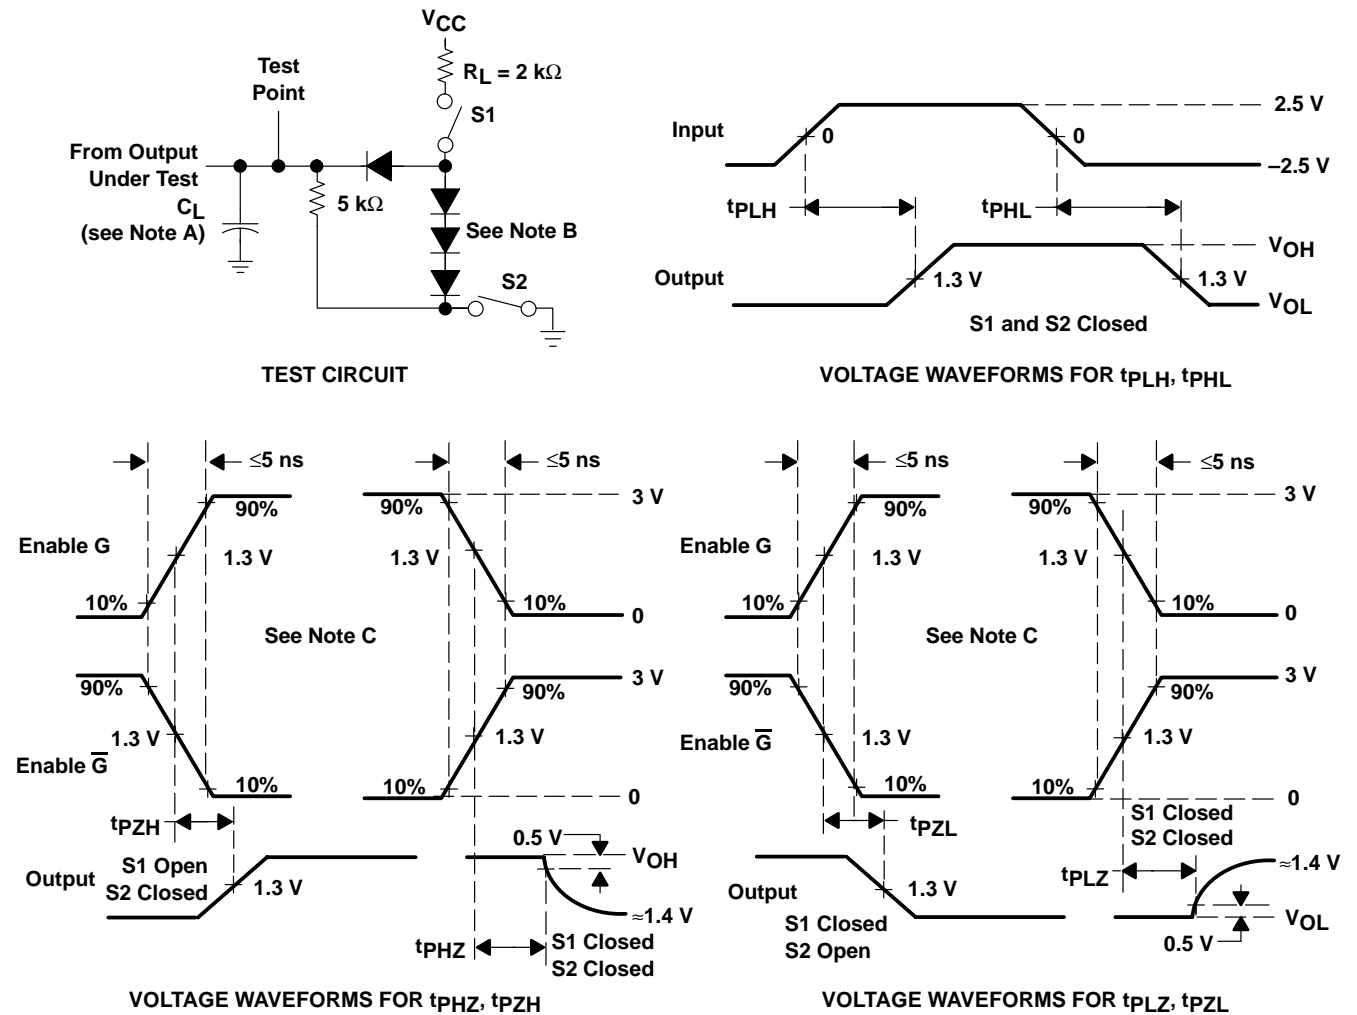 VCC
RL = 2 kΩ
Test
Point
S1
From Output
Under Test
CL
(see Note A)
5 kΩ
See Note B
S2
TEST CIRCUIT
Input
2.5 V
0
0
–2.5 V
tPLH
tPHL
Output
VOH
1.3 V
1.3 V
VOL
S1 and S2 Closed
VOLTAGE WAVEFORMS FOR tPLH, tPHL
≤5 ns
≤5 ns
90%
90%
3 V
Enable G
1.3 V
1.3 V
10%
10%
0
See Note C
90%
90%
3 V
1.3 V
1.3 V
Enable G̅
10%
10%
0
tPZH
S1 Open
S2 Closed
Output
1.3 V
0.5 V
VOH
≈1.4 V
tPHZ
S1 Closed
S2 Closed
VOLTAGE WAVEFORMS FOR tPHZ, tPZH
≤5 ns
≤5 ns
90%
90%
3 V
Enable G
1.3 V
1.3 V
10%
10%
0
See Note C
90%
90%
3 V
Enable G̅
1.3 V
1.3 V
10%
10%
0
tPZL
S1 Closed
S2 Closed
Output
1.3 V
tPLZ
≈1.4 V
S1 Closed
S2 Open
VOL
0.5 V
VOLTAGE WAVEFORMS FOR tPLZ, tPZL